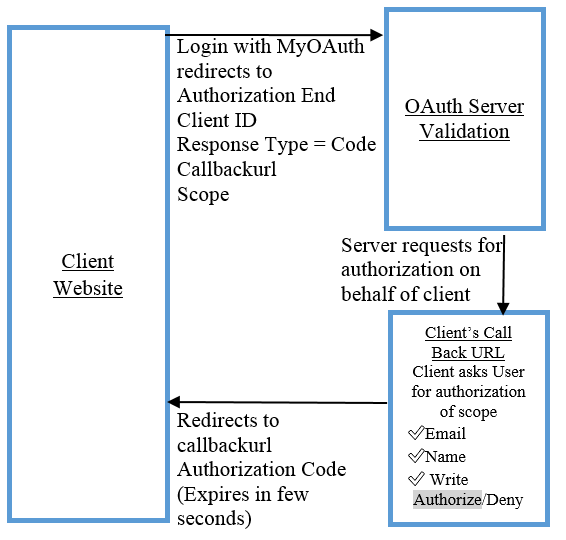 Login with MyOAuth
redirects to
Authorization End
Client ID
Response Type = Code
Callbackurl
Scope
OAuth Server
Validation
Client
Website
Server requests for
authorization on
behalf of client
Client's Call
Back URL
Client asks User
for authorization
of scope
Email
Name
Write
Authorize/Deny
Redirects to
callbackurl
Authorization Code
(Expires in few
seconds)